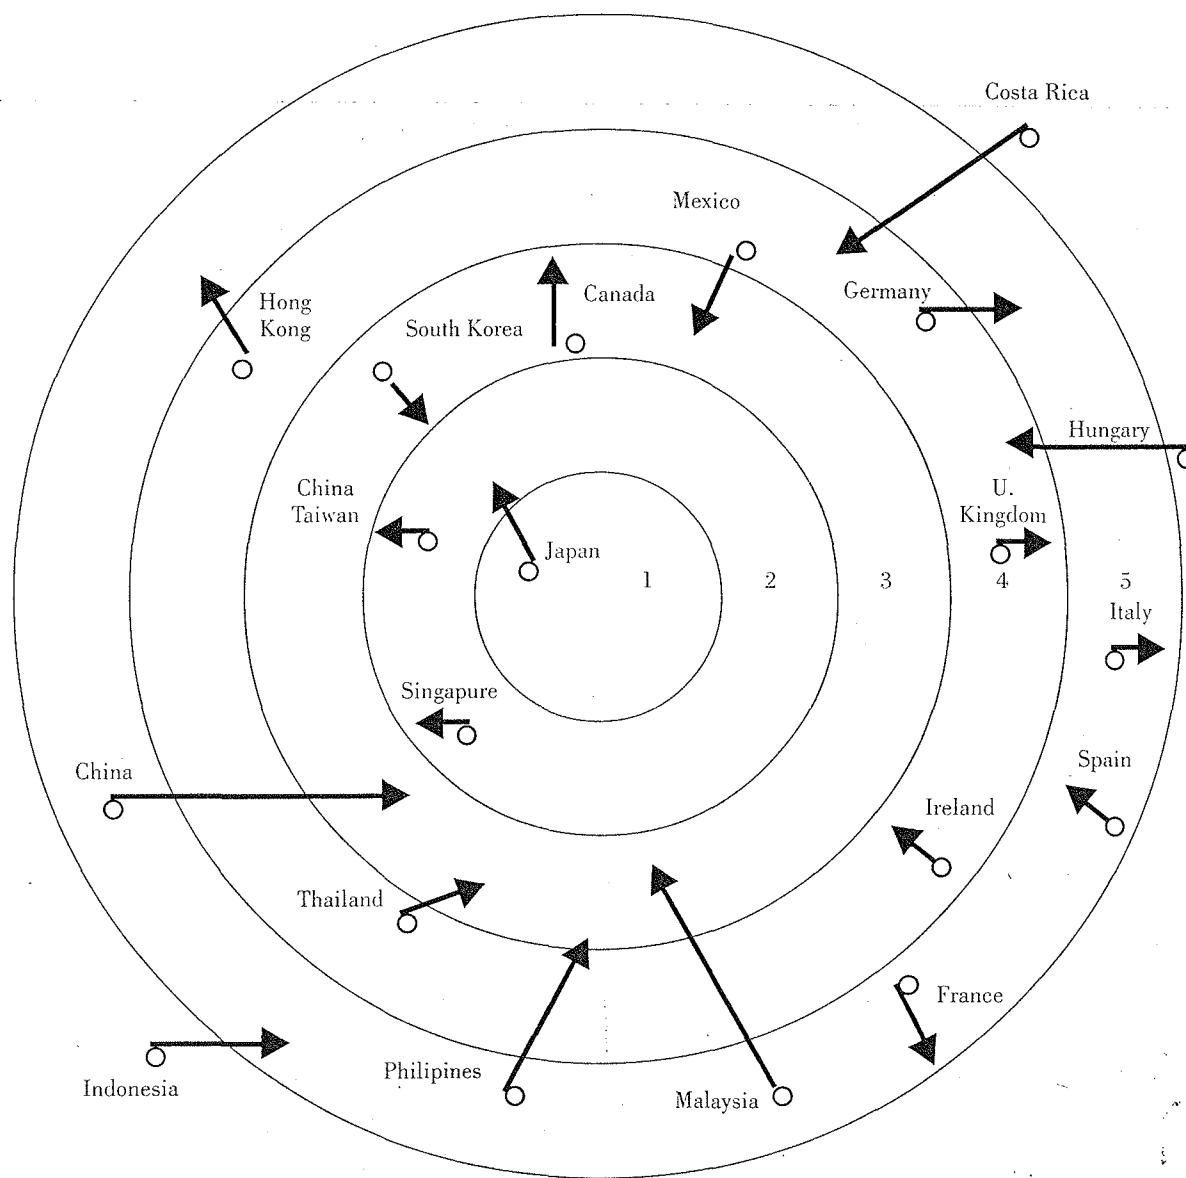 Costa Rica
Mexico
Germany
Canada
Hong
Kong
South Korea
Hungary
China
Taiwan
U.
Kingdom
Japan
1
2
3
4
5
Italy
Singapure
China
Spain
Ireland
Thailand
France
Philipines
Indonesia
Malaysia